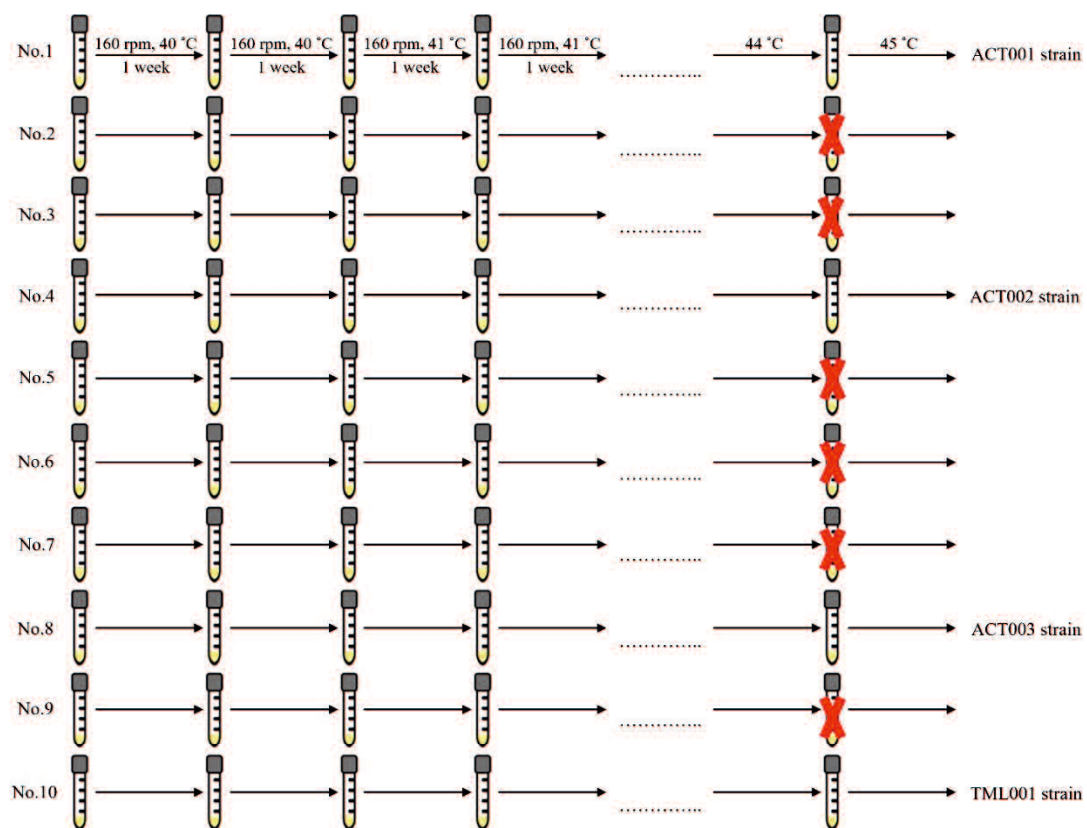 No.1 160 rpm, 40 ˚C 160 rpm, 40 ˚C 160 rpm, 41 ˚C 160 rpm, 41 ˚C 44 ˚C 45 ˚C ACT001 strain
1 week 1 week 1 week 1 week ..............
No.2 ..............
No.3 ..............
No.4 .............. ACT002 strain
No.5 ..............
No.6 ..............
No.7 ..............
No.8 .............. ACT003 strain
No.9 ..............
No.10 .............. TML001 strain